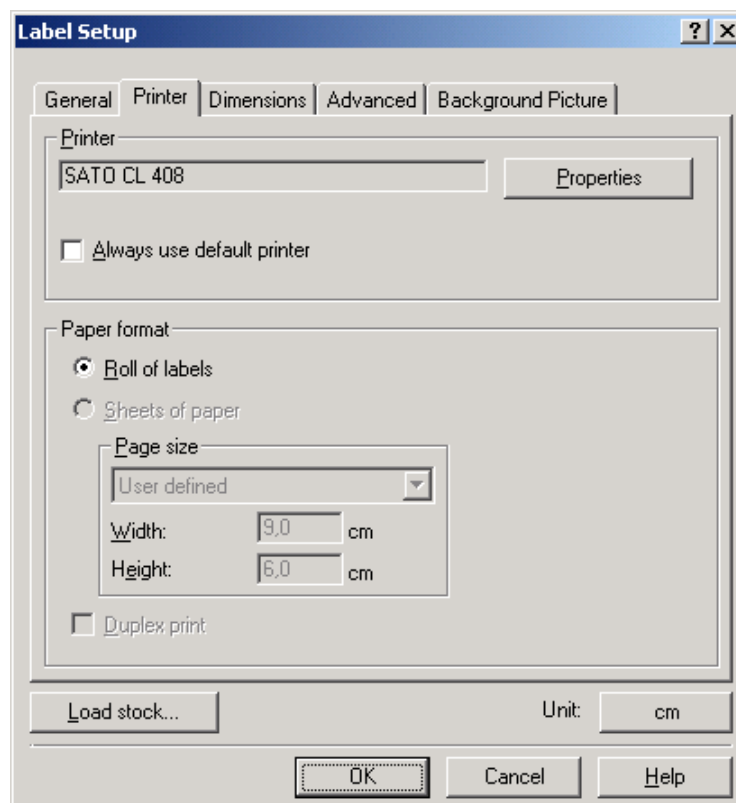 Label Setup
General Printer Dimensions Advanced Background Picture
Printer
SATO CL 408 Properties
Always use default printer
Paper format
Roll of labels
Sheets of paper
Page size
User defined
Width: 9,0 cm
Height: 6,0 cm
Duplex print
Load stock... Unit: cm
OK Cancel Help